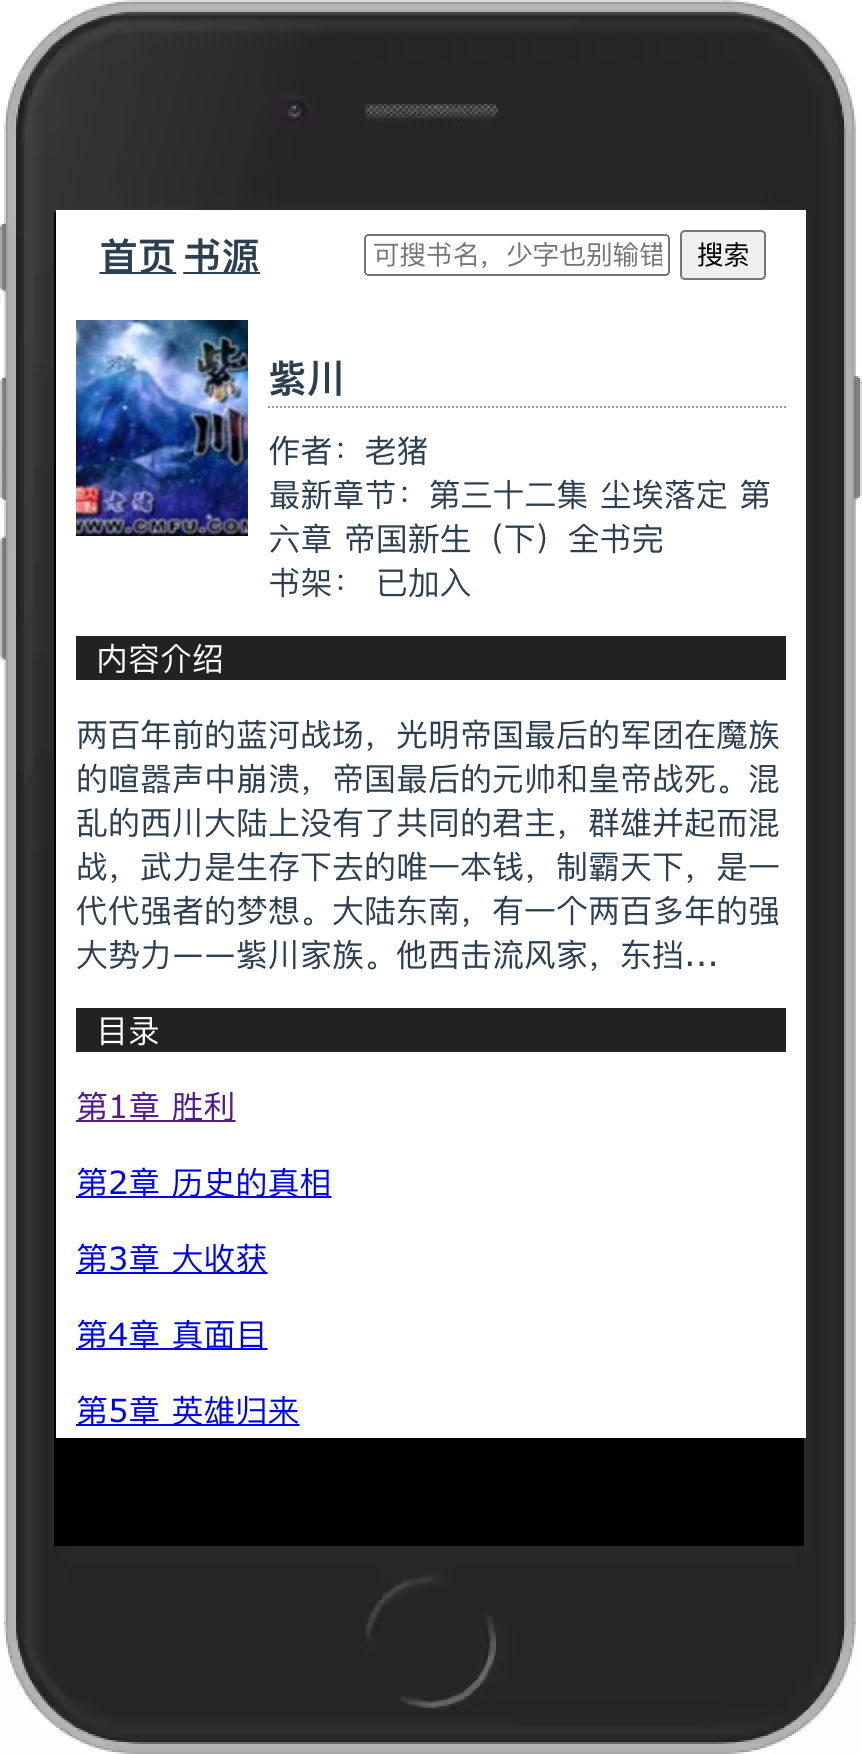 首页 书源
可搜书名，少字也别输错
搜索
紫川
老猪
WWW.CMFU.COM
紫川
作者：老猪
最新章节：第三十二集 尘埃落定 第
六章 帝国新生（下）全书完
书架： 已加入
内容介绍
两百年前的蓝河战场，光明帝国最后的军团在魔族
的喧嚣声中崩溃，帝国最后的元帅和皇帝战死。混
乱的西川大陆上没有了共同的君主，群雄并起而混
战，武力是生存下去的唯一本钱，制霸天下，是一
代代强者的梦想。大陆东南，有一个两百多年的强
大势力——紫川家族。他西击流风家，东挡...
目录
第1章 胜利
第2章 历史的真相
第3章 大收获
第4章 真面目
第5章 英雄归来